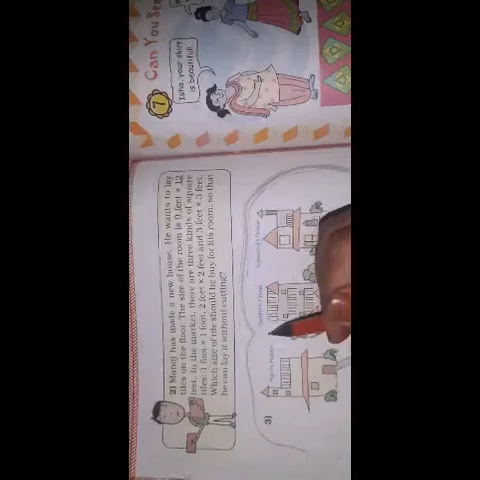 2) Manoj has made a new house. He wants to lay
tiles on the floor. The size of the room is 9 feet × 12
feet. In the market, there are three kinds of square
tiles: 1 foot × 1 foot, 2 feet × 2 feet and 3 feet × 3 feet.
Which size of tile should he buy for his room, so that
he can lay it without cutting?
3)
House
House
House
7
Can You See
Isha, your skirt
is beautiful!